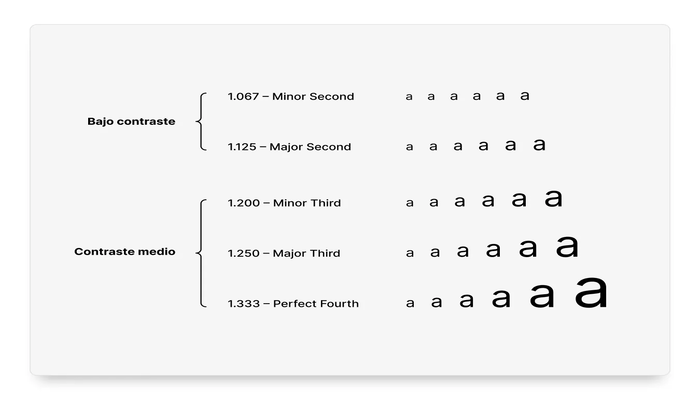 1.067 – Minor Second a a a a a a
Bajo contraste
1.125 – Major Second a a a a a a
1.200 – Minor Third a a a a a a
Contraste medio
1.250 – Major Third a a a a a a
1.333 – Perfect Fourth a a a a a a